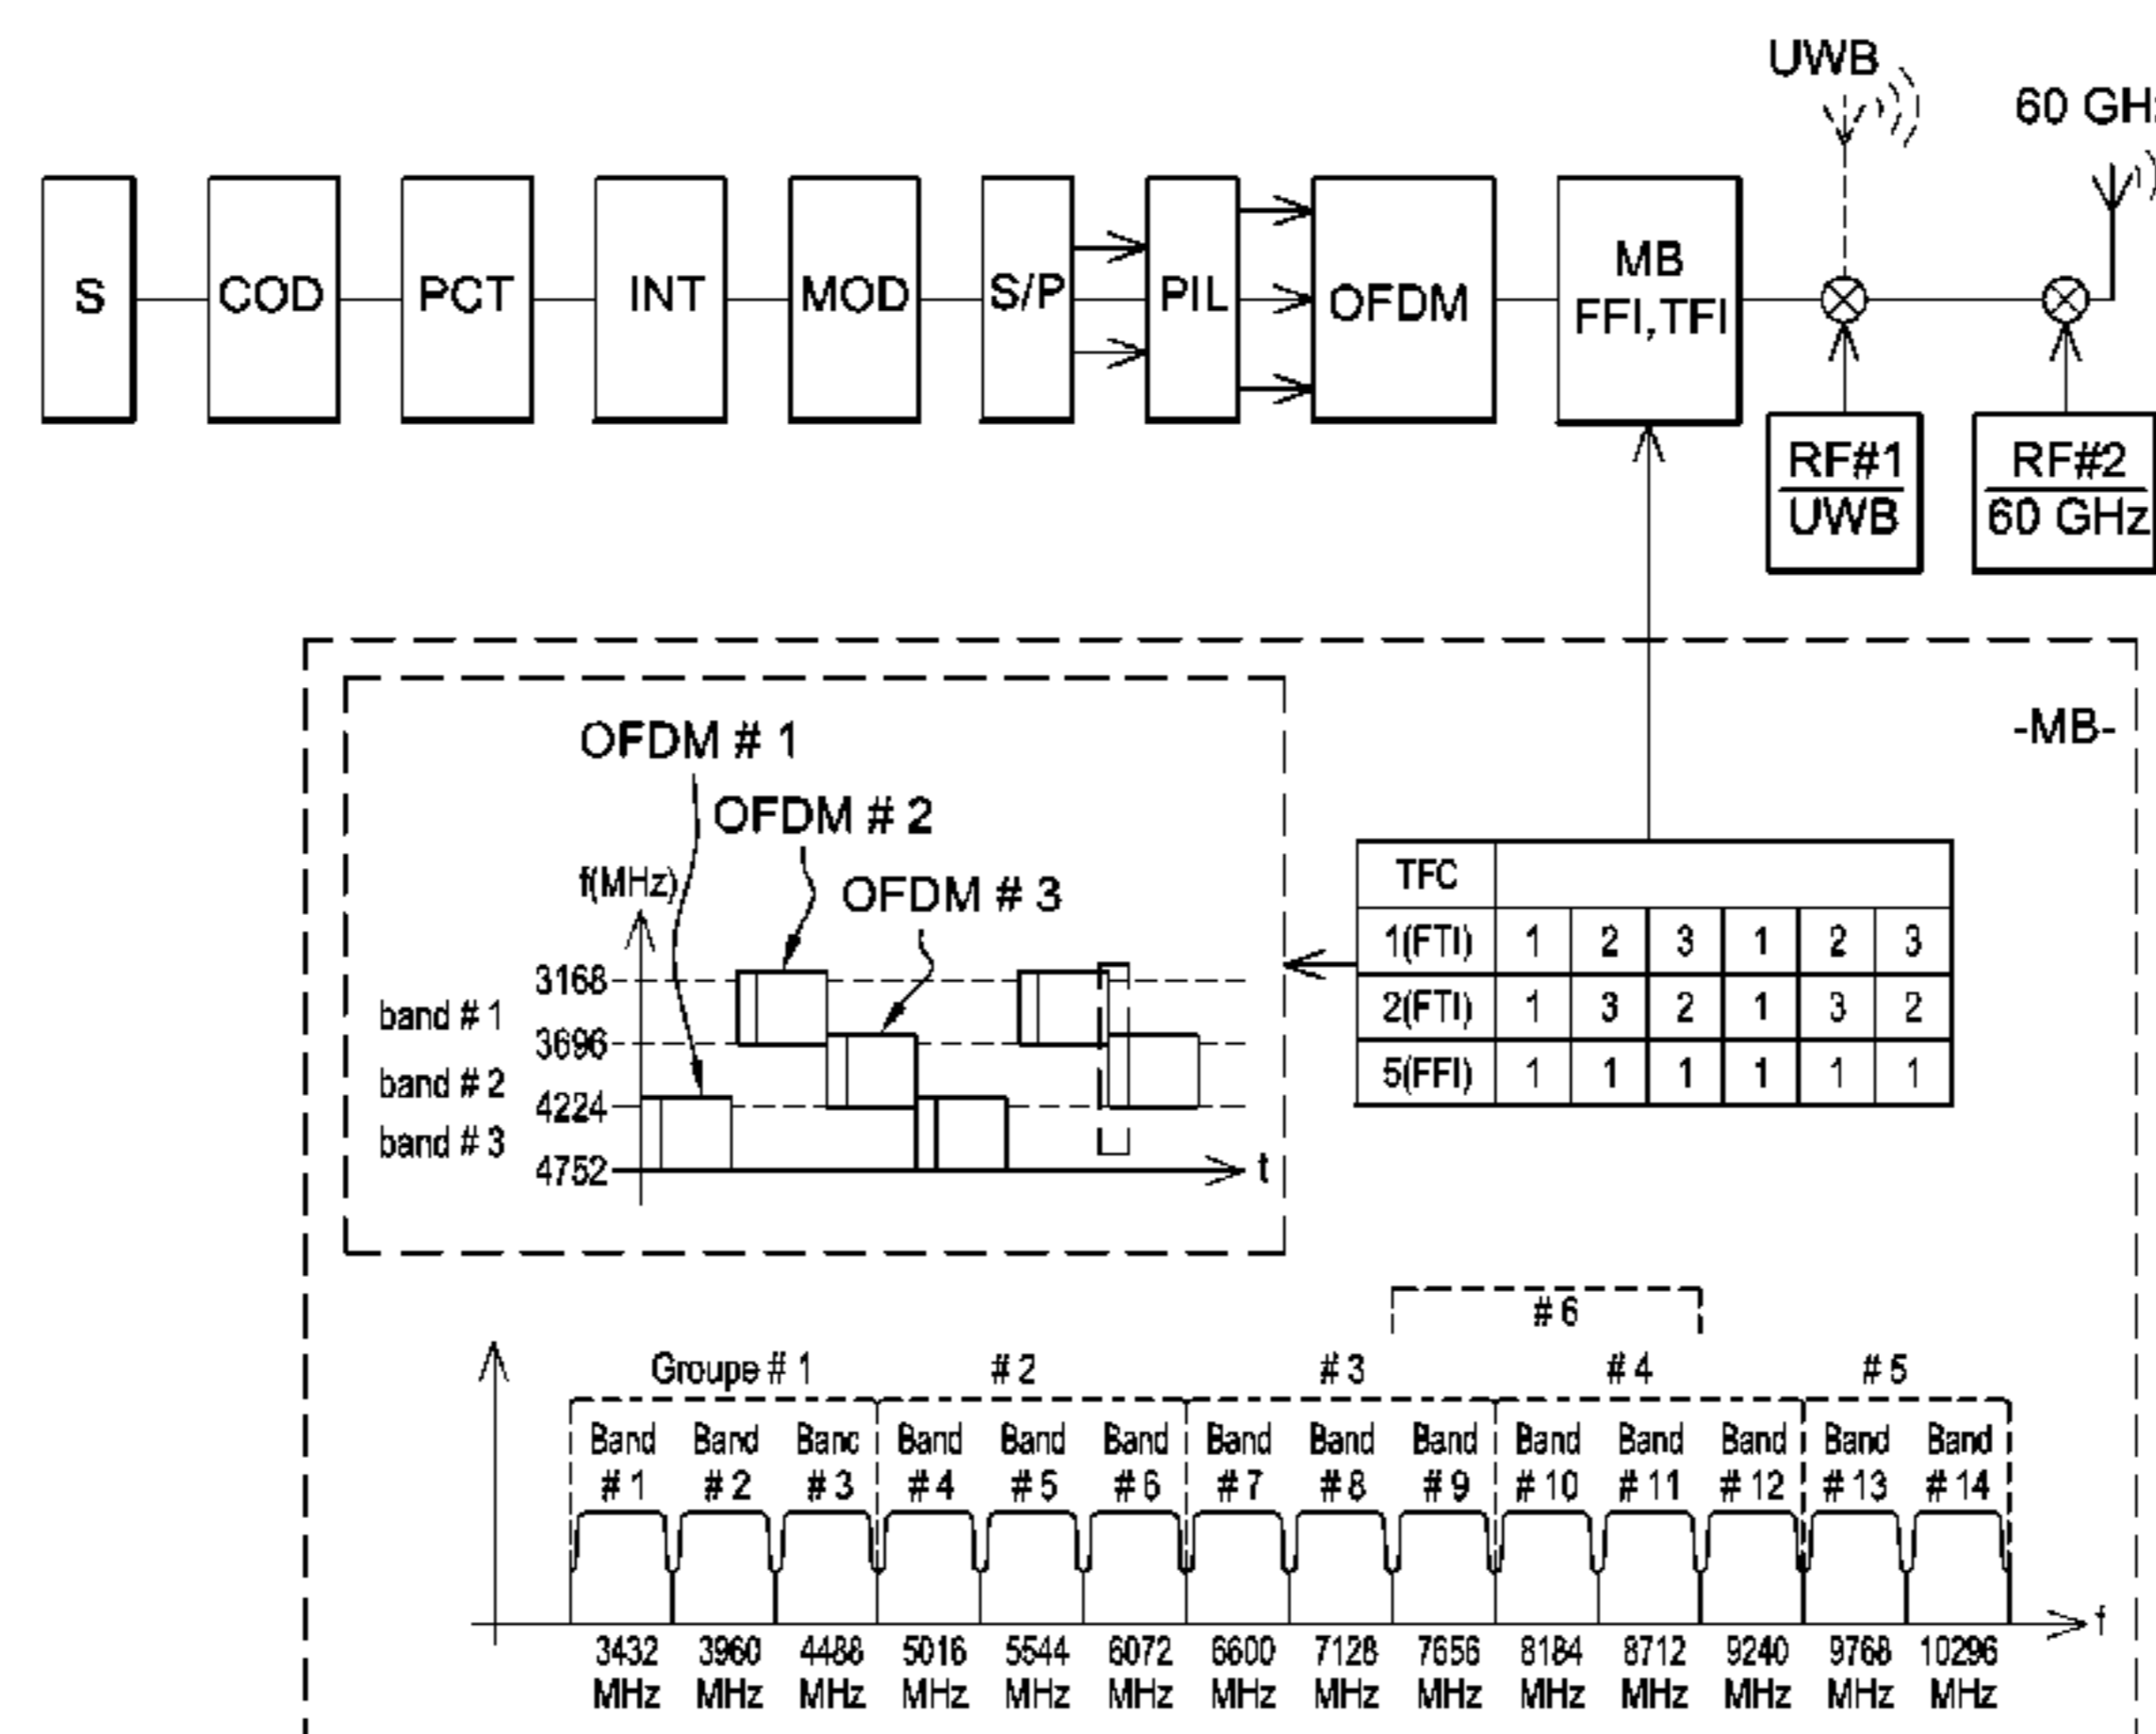 UWB
60 GH
S COD PCT INT MOD S/P PIL OFDM MB
FFI,TFI
RF#1
UWB
RF#2
60 GHz
-MB-
OFDM # 1
OFDM # 2
OFDM # 3
f(MHz)
3168
band # 1
3696
band # 2
4224
band # 3
4752
t
TFC
1(FTI) 1 2 3 1 2 3
2(FTI) 1 3 2 1 3 2
5(FFI) 1 1 1 1 1 1
# 6
Groupe # 1 # 2 # 3 # 4 # 5
Band Band Band Band Band Band Band Band Band Band Band Band Band Band
# 1 # 2 # 3 # 4 # 5 # 6 # 7 # 8 # 9 # 10 # 11 # 12 # 13 # 14
f
3432 3960 4488 5016 5544 6072 6600 7128 7656 8184 8712 9240 9768 10296
MHz MHz MHz MHz MHz MHz MHz MHz MHz MHz MHz MHz MHz MHz